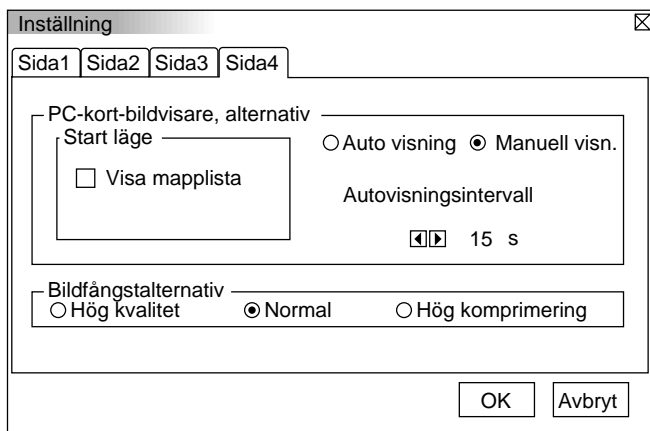 Inställning
Sida1 Sida2 Sida3 Sida4
PC-kort-bildvisare, alternativ
Start läge
Visa mapplista
Auto visning Manuell visn.
Autovisningsintervall
15 s
Bildfångstalternativ
Hög kvalitet Normal Hög komprimering
OK Avbryt